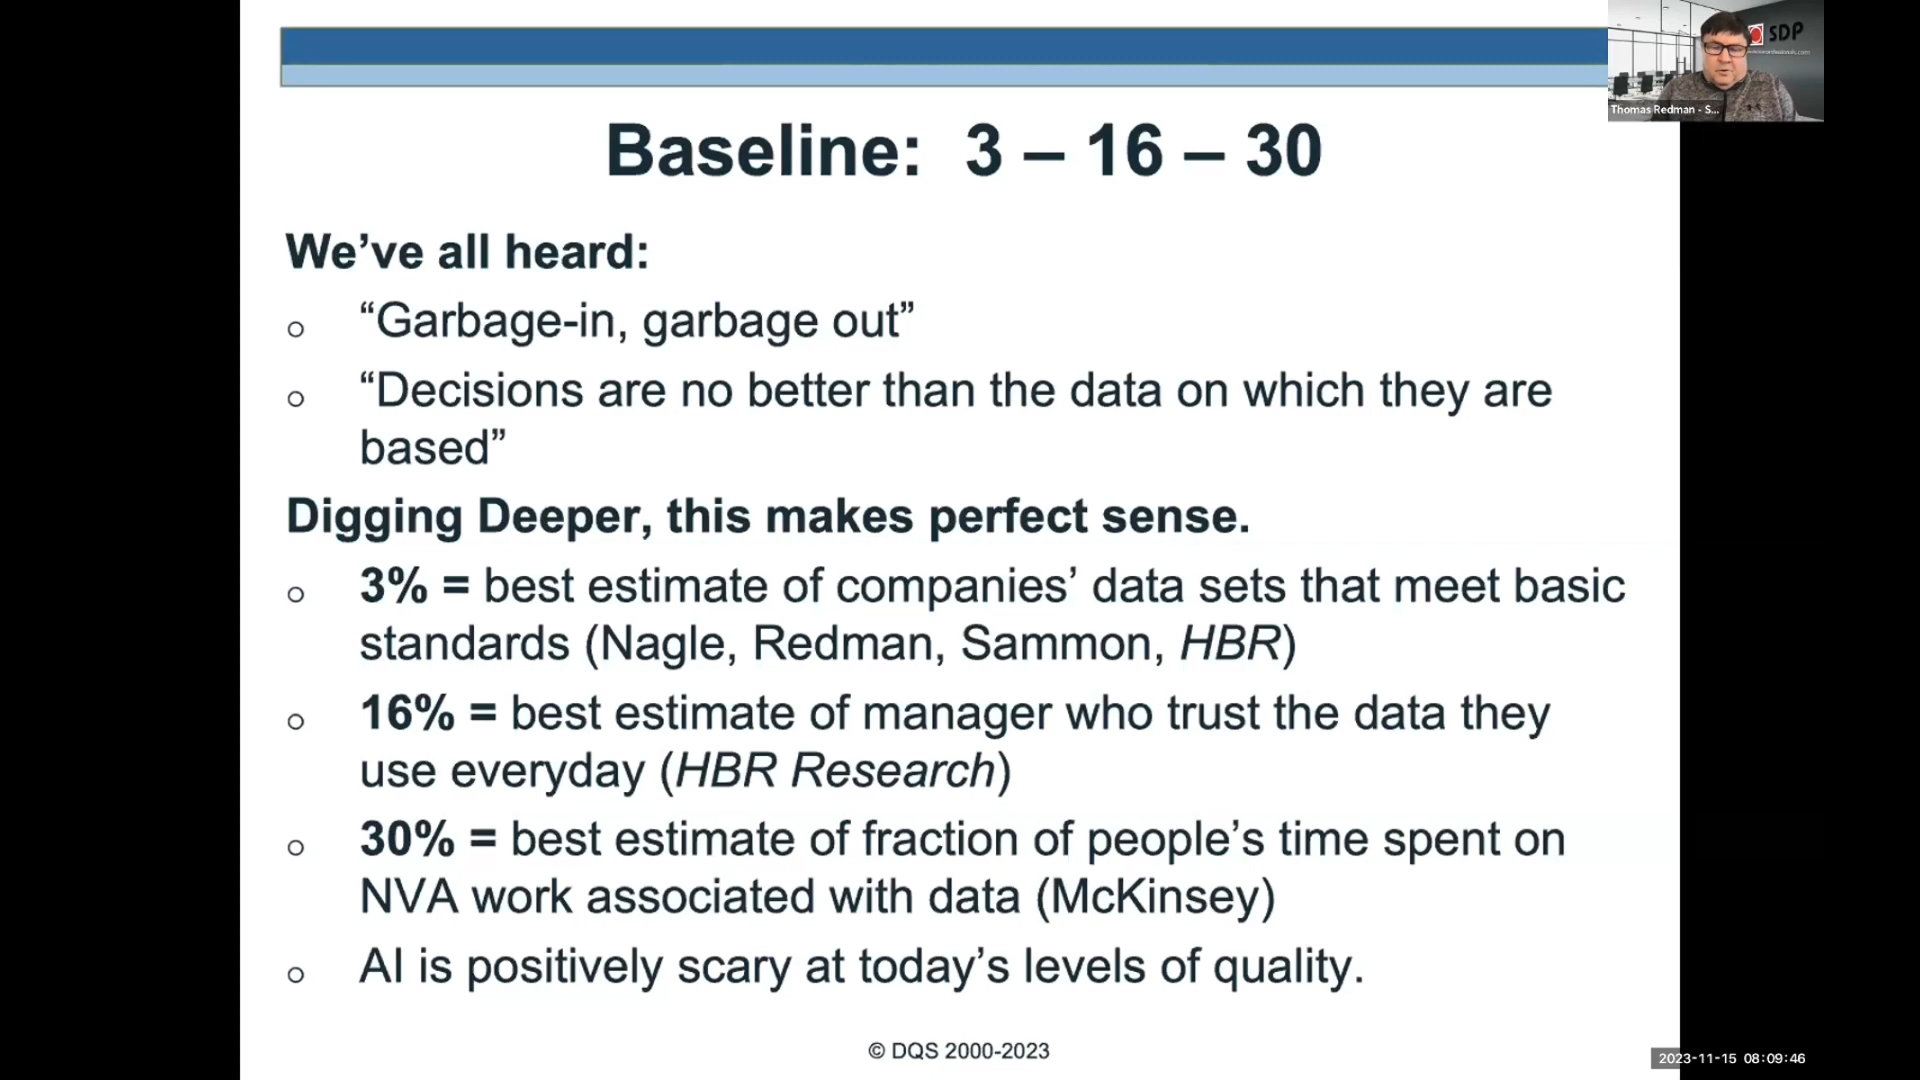 SDP
Thomas Redman - S...
Baseline:  3 – 16 – 30
We’ve all heard:
“Garbage-in, garbage out”
“Decisions are no better than the data on which they are
based”
Digging Deeper, this makes perfect sense.
3% = best estimate of companies’ data sets that meet basic
standards (Nagle, Redman, Sammon, HBR)
16% = best estimate of manager who trust the data they
use everyday (HBR Research)
30% = best estimate of fraction of people’s time spent on
NVA work associated with data (McKinsey)
AI is positively scary at today’s levels of quality.
© DQS 2000-2023
2023-11-15 08:09:46